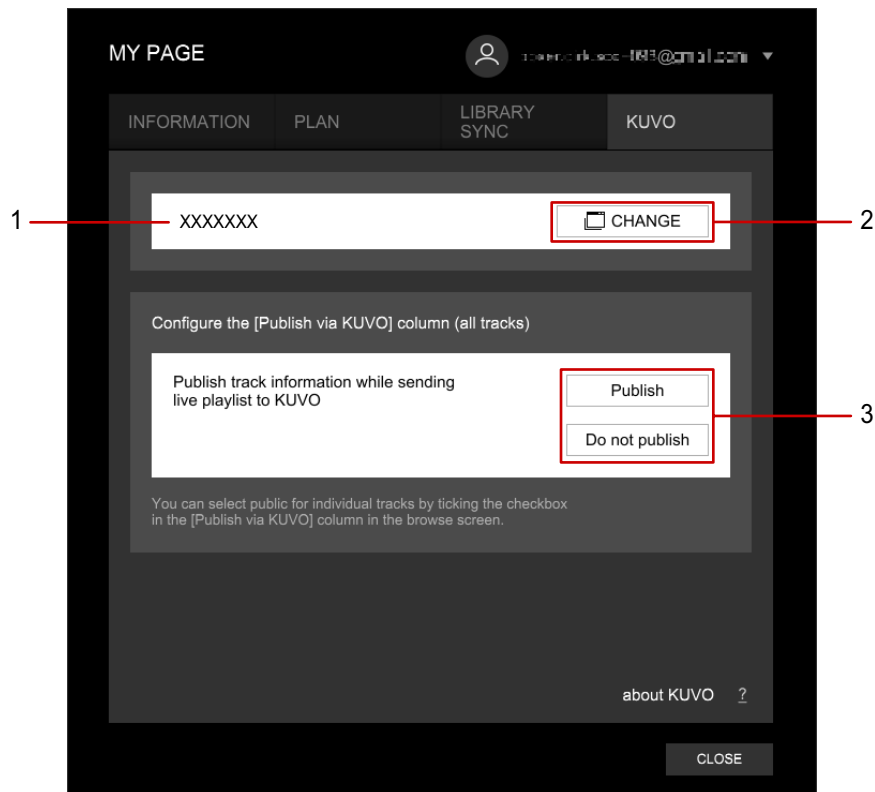 MY PAGE
INFORMATION
PLAN
LIBRARY
SYNC
KUVO
1
XXXXXXX
CHANGE
2
Configure the [Publish via KUVO] column (all tracks)
Publish track information while sending
live playlist to KUVO
Publish
Do not publish
3
You can select public for individual tracks by ticking the checkbox
in the [Publish via KUVO] column in the browse screen.
about KUVO ?
CLOSE